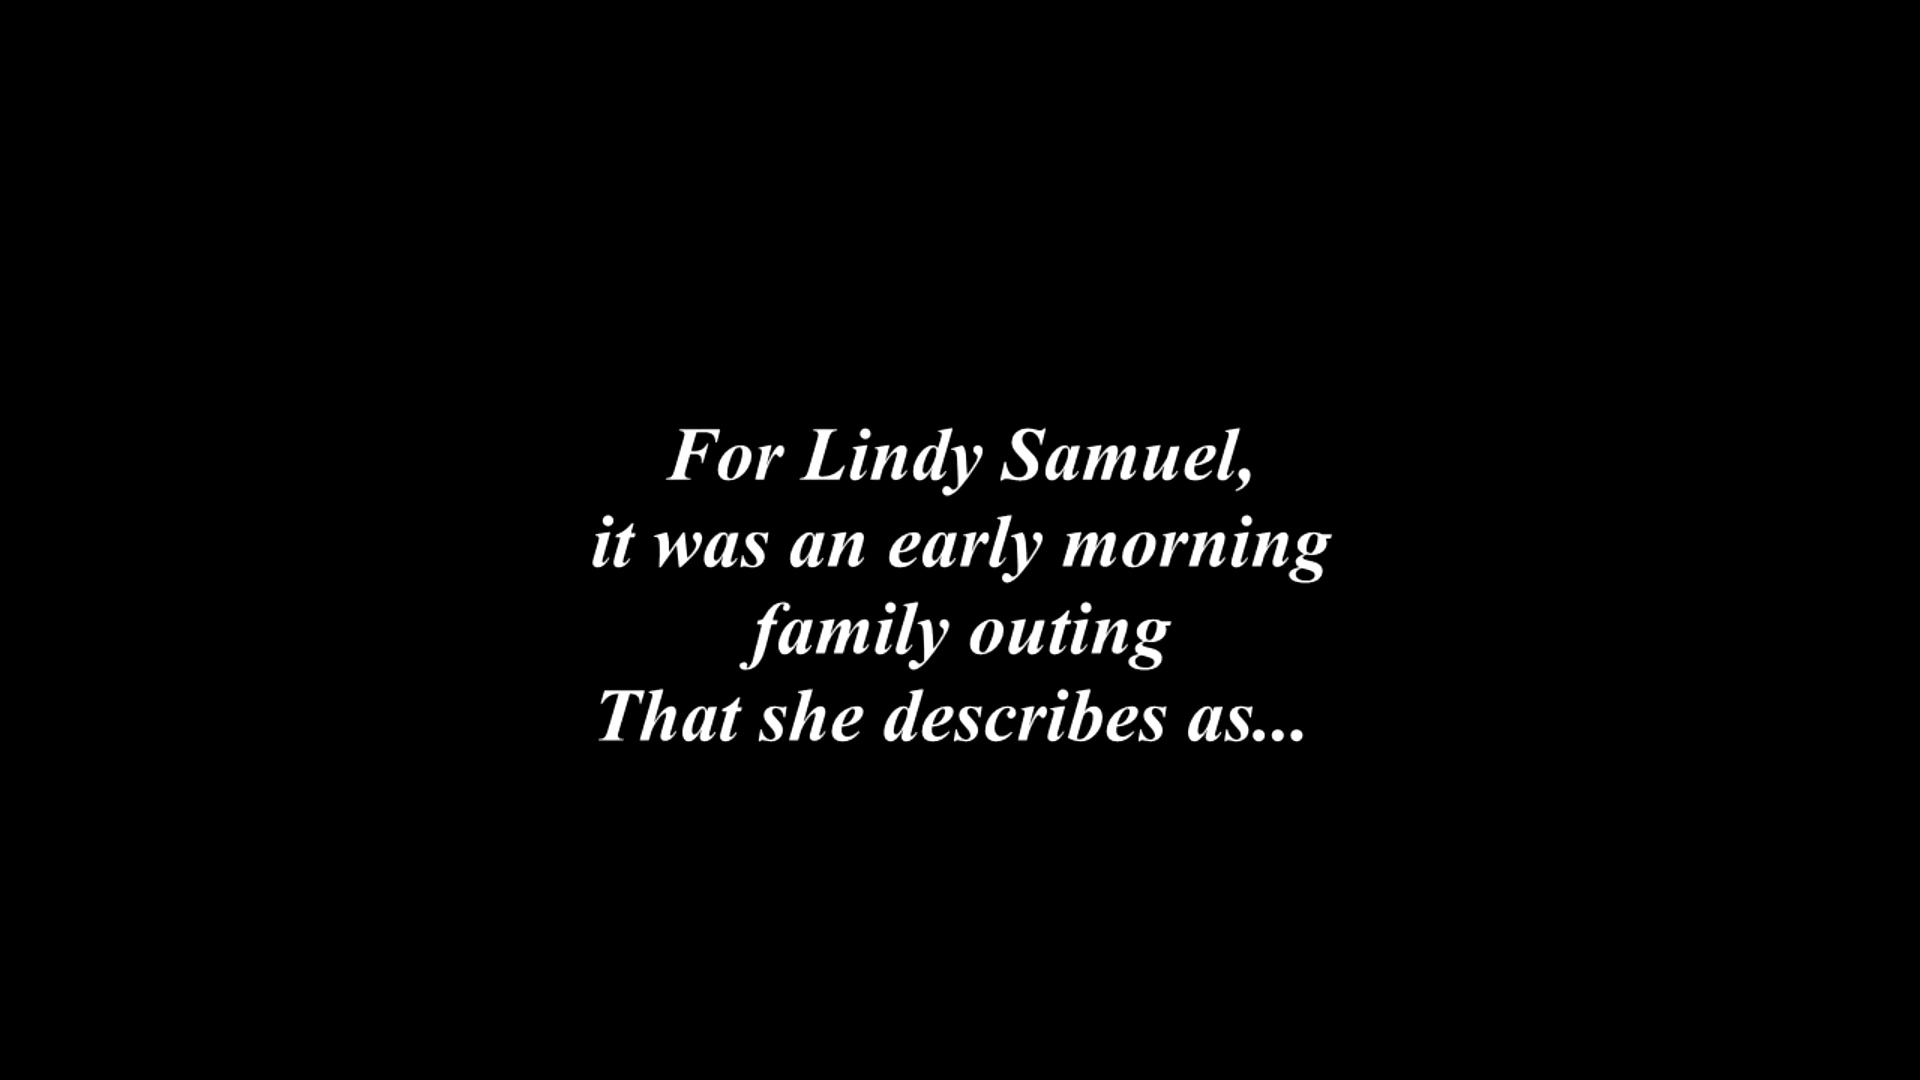 For Lindy Samuel,
it was an early morning
family outing
That she describes as...